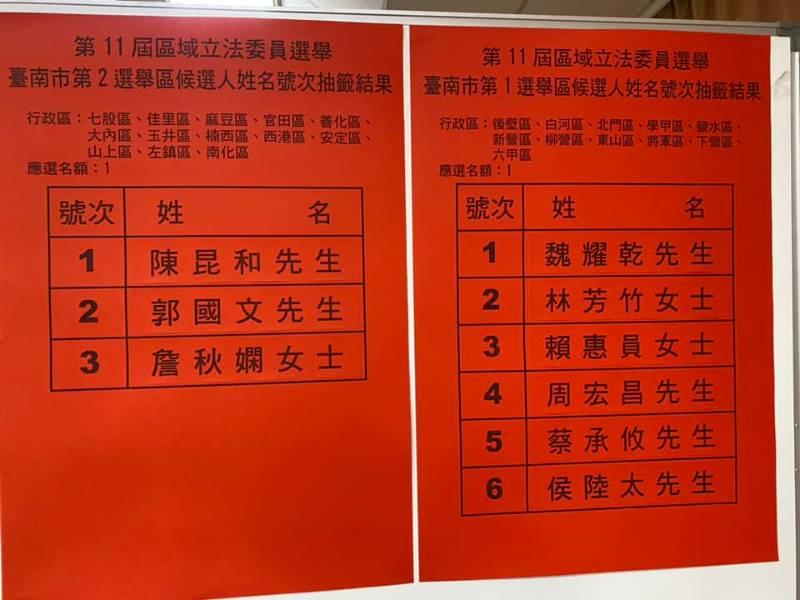 第11屆區域立法委員選舉
臺南市第2選舉區候選人姓名號次抽籤結果
行政區：七股區、佳里區、麻豆區、官田區、善化區、
大內區、玉井區、楠西區、西港區、安定區、
山上區、左鎮區、南化區
應選名額：1
號次 姓 名
1 陳昆和先生
2 郭國文先生
3 詹秋嫻女士
第11屆區域立法委員選舉
臺南市第1選舉區候選人姓名號次抽籤結果
行政區：後壁區、白河區、北門區、學甲區、鹽水區、
新營區、柳營區、東山區、將軍區、下營區、
六甲區
應選名額：1
號次 姓 名
1 魏耀乾先生
2 林芳竹女士
3 賴惠員女士
4 周宏昌先生
5 蔡承攸先生
6 侯陸太先生